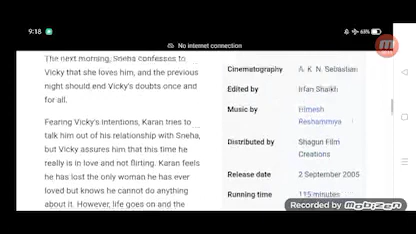 9:18
68%
No internet connection
The next morning, Sneha confesses to
Vicky that she loves him, and the previous
night should end Vicky's doubts once and
for all.
Fearing Vicky's intentions, Karan tries to
talk him out of his relationship with Sneha,
but Vicky assures him that this time he
really is in love and not flirting. Karan feels
he has lost the only woman he has ever
loved but knows he cannot do anything
about it. However, life goes on and the
Cinematography A. K. N. Sebastian
Edited by Irfan Shaikh
Music by Himesh
Reshammiya
Distributed by Shagun Film
Creations
Release date 2 September 2005
Running time 115 minutes
Recorded by Mobizen